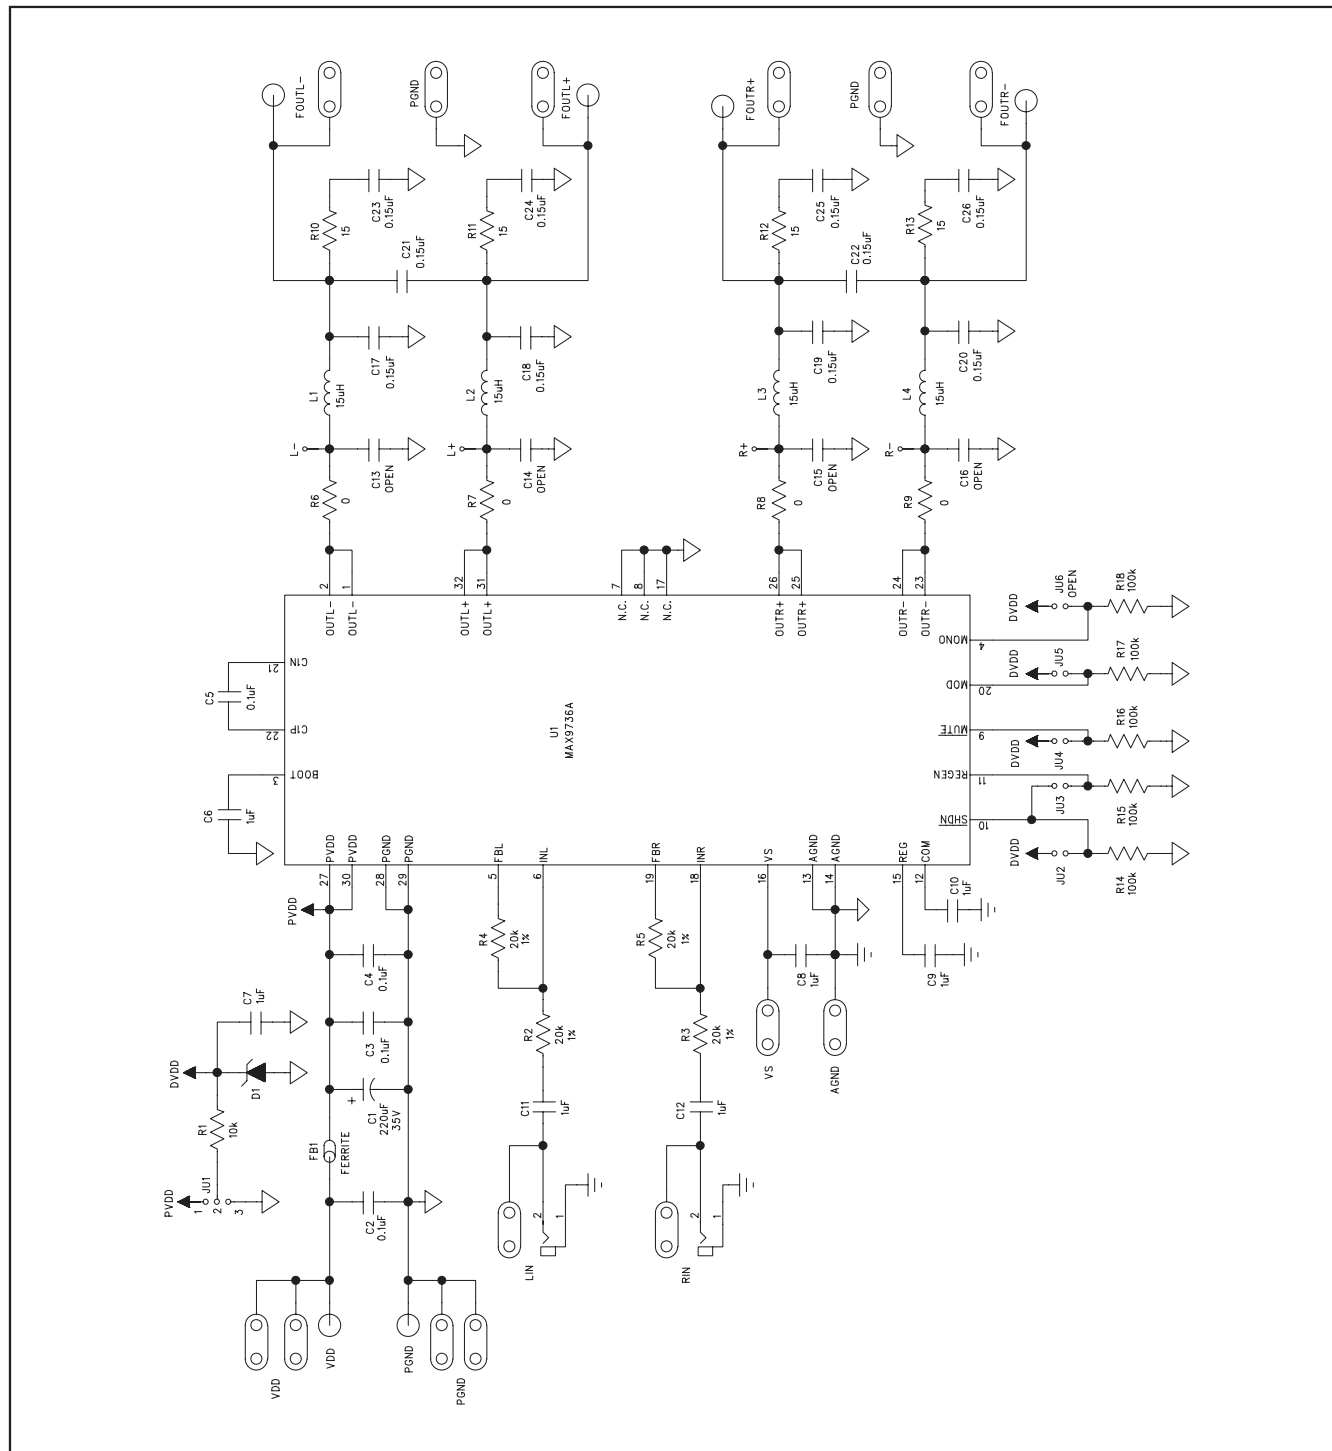 FOUTL-
PGND
FOUTL+
FOUTR+
PGND
FOUTR-
R10
15
C23
0.15uF
R11
15
C24
0.15uF
R12
15
C25
0.15uF
R13
15
C26
0.15uF
C21
0.15uF
C22
0.15uF
L1
15uH
C17
0.15uF
L2
15uH
C18
0.15uF
L3
15uH
C19
0.15uF
L4
15uH
C20
0.15uF
L-
C13
OPEN
L+
C14
OPEN
R+
C15
OPEN
R-
C16
OPEN
R6
0
R7
0
R8
0
R9
0
2
1
32
31
7
8
17
26
25
24
23
OUTL-
OUTL-
OUTL+
OUTL+
N.C.
N.C.
N.C.
OUTR+
OUTR+
OUTR-
OUTR-
C5
0.1uF
21
C1N
22
C1P
C6
1uF
3
BOOT
U1
MAX9736A
MONO
4
MOD
20
MUTE
9
REGEN
11
SHDN
10
DVDD
JU6
OPEN
R18
100k
DVDD
JU5
R17
100k
DVDD
JU4
R16
100k
JU3
R15
100k
DVDD
JU2
R14
100k
PVDD
PVDD
PGND
PGND
FBL
INL
FBR
INR
VS
AGND
AGND
REG
COM
27
30
28
29
5
6
19
18
16
13
14
15
12
PVDD
C4
0.1uF
C3
0.1uF
C1
220uF
35V
+
FB1
FERRITE
C2
0.1uF
C7
1uF
DVDD
D1
R1
10k
PVDD
JU1
1
2
3
VDD
VDD
PGND
PGND
R4
20k
1%
R2
20k
1%
C11
1uF
2
1
LIN
R5
20k
1%
R3
20k
1%
C12
1uF
2
1
RIN
C8
1uF
VS
AGND
C9
1uF
C10
1uF